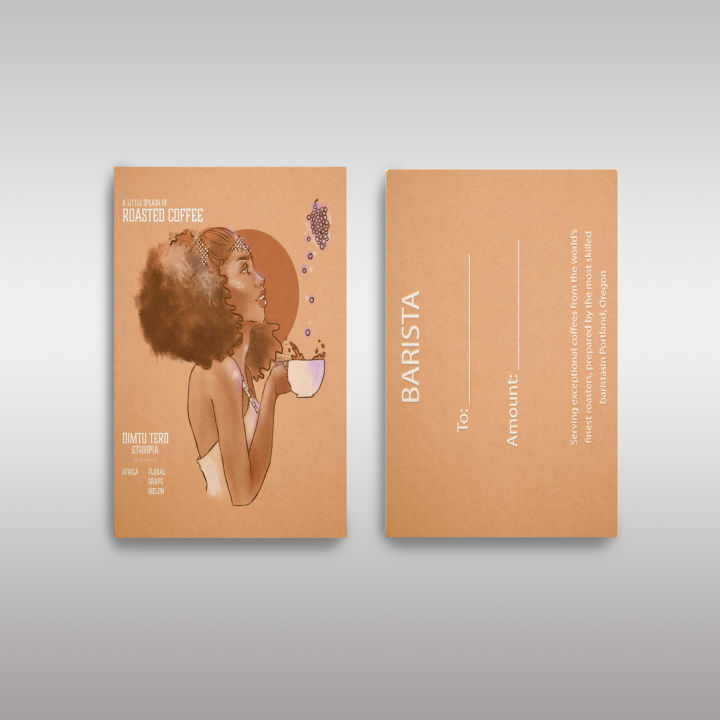 A LITTLE SPLASH OF
ROASTED COFFEE
DIMTU TERO
ETHIOPIA
AFRICA
FLORAL
GRAPE
MELON
BARISTA
To:
Amount:
Serving exceptional coffees from the world's
finest roasters, prepared by the most skilled
baristasin Portland, Oregon